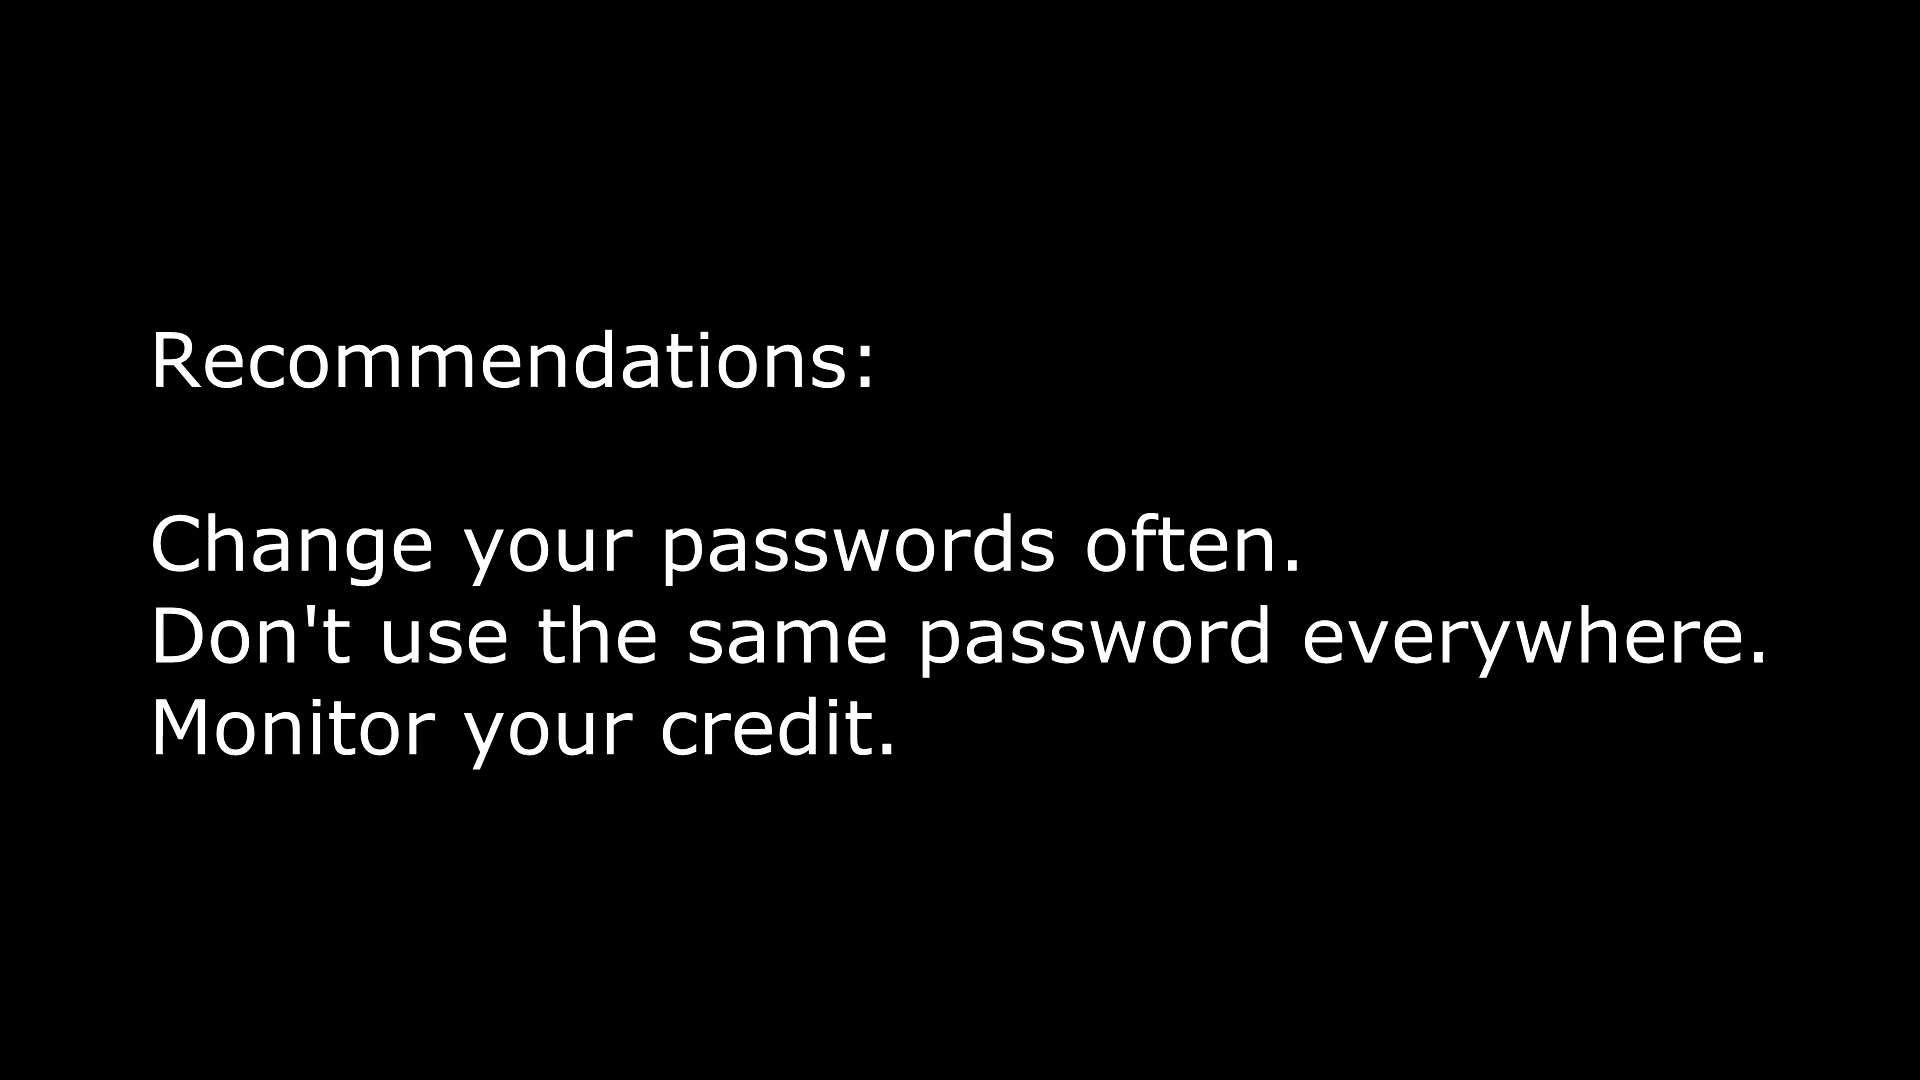 Recommendations:
Change your passwords often.
Don't use the same password everywhere.
Monitor your credit.